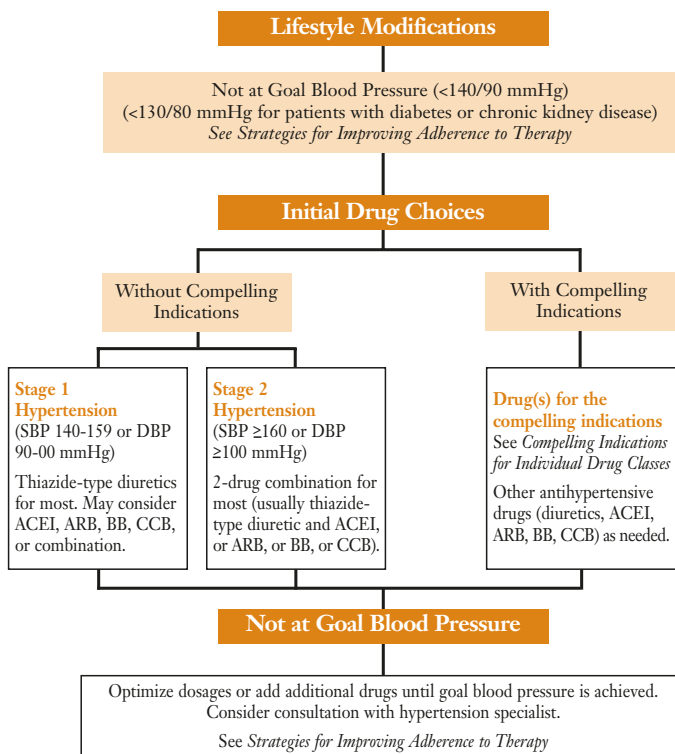 Lifestyle Modifications
Not at Goal Blood Pressure (<140/90 mmHg)
(<130/80 mmHg for patients with diabetes or chronic kidney disease)
See Strategies for Improving Adherence to Therapy
Initial Drug Choices
Without Compelling
Indications
With Compelling
Indications
Stage 1
Hypertension
(SBP 140-159 or DBP
90-00 mmHg)
Thiazide-type diuretics
for most. May consider
ACEI, ARB, BB, CCB,
or combination.
Stage 2
Hypertension
(SBP ≥160 or DBP
≥100 mmHg)
2-drug combination for
most (usually thiazide-
type diuretic and ACEI,
or ARB, or BB, or CCB).
Drug(s) for the
compelling indications
See Compelling Indications
for Individual Drug Classes
Other antihypertensive
drugs (diuretics, ACEI,
ARB, BB, CCB) as needed.
Not at Goal Blood Pressure
Optimize dosages or add additional drugs until goal blood pressure is achieved.
Consider consultation with hypertension specialist.
See Strategies for Improving Adherence to Therapy